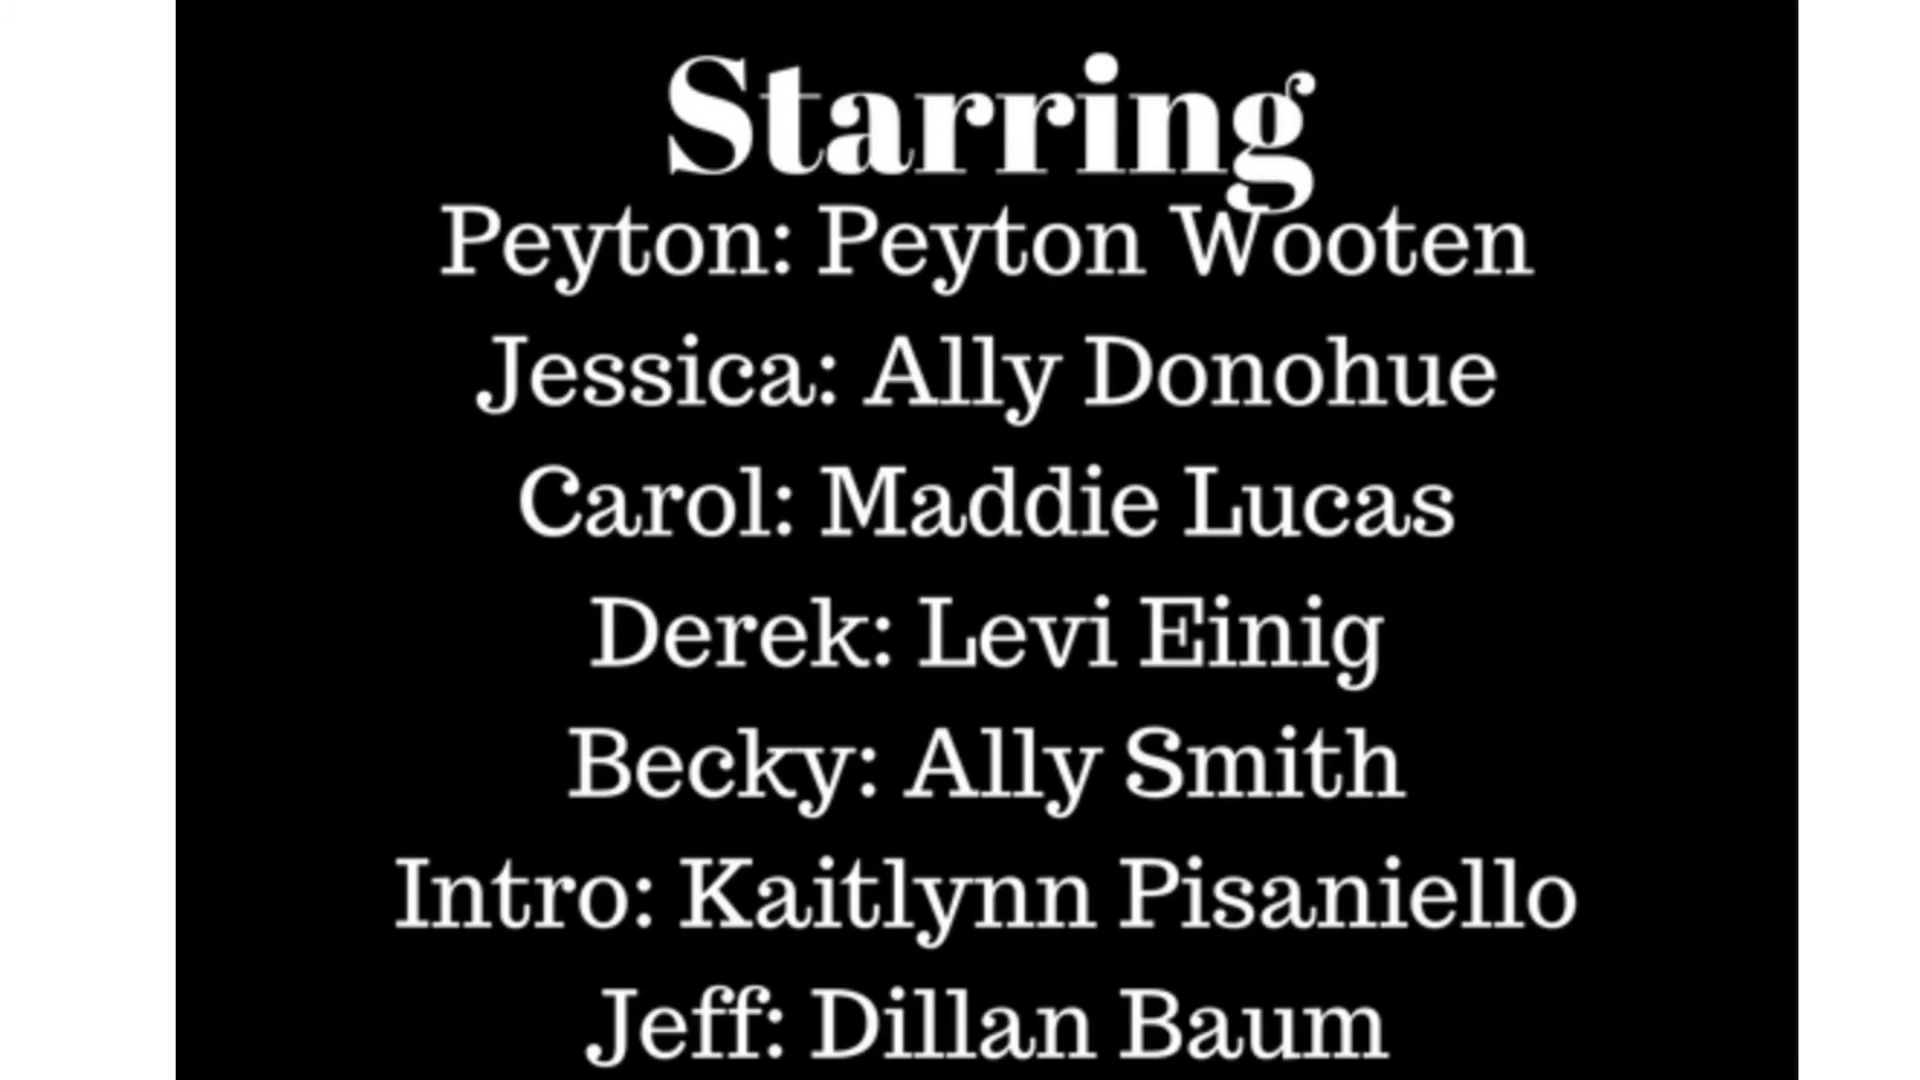 Starring
Peyton: Peyton Wooten
Jessica: Ally Donohue
Carol: Maddie Lucas
Derek: Levi Einig
Becky: Ally Smith
Intro: Kaitlynn Pisaniello
Jeff: Dillan Baum